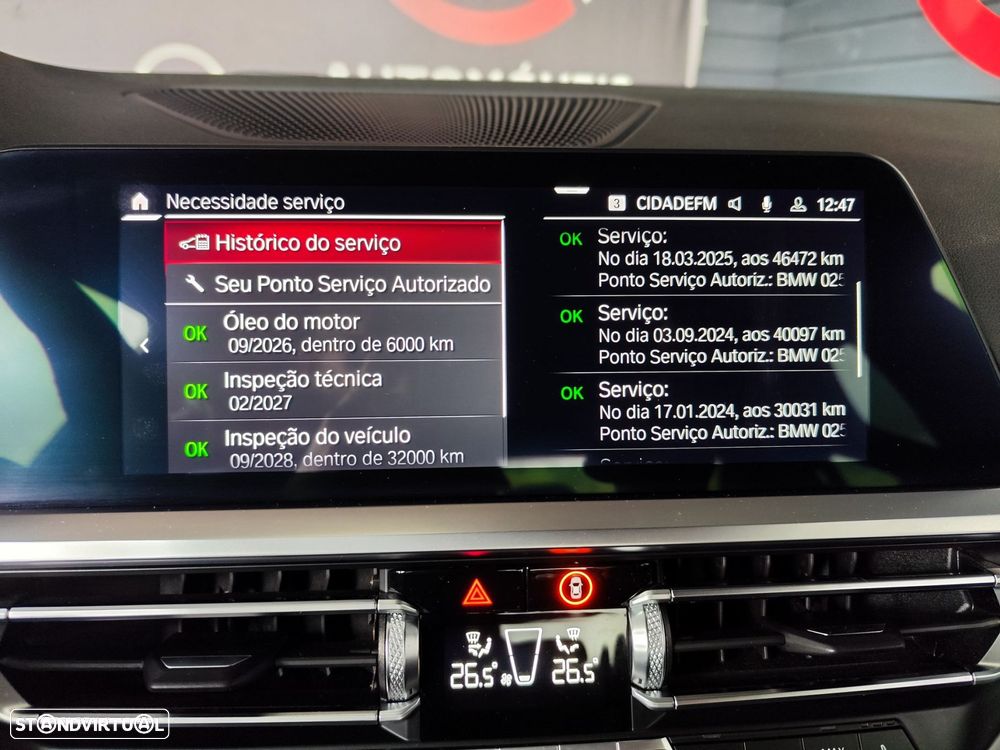 AUTOMÓVEIS
Necessidade serviço
3 CIDADEFM 12:47
Histórico do serviço
Seu Ponto Serviço Autorizado
OK Óleo do motor
09/2026, dentro de 6000 km
OK Inspeção técnica
02/2027
OK Inspeção do veículo
09/2028, dentro de 32000 km
OK Serviço:
No dia 18.03.2025, aos 46472 km
Ponto Serviço Autoriz.: BMW 025
OK Serviço:
No dia 03.09.2024, aos 40097 km
Ponto Serviço Autoriz.: BMW 025
OK Serviço:
No dia 17.01.2024, aos 30031 km
Ponto Serviço Autoriz.: BMW 025
26.5° 26.5°
STANDVIRTUAL